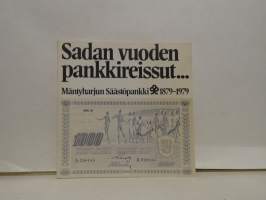 Sadan vuoden
pankkireissut...
Mäntyharjun Säästöpankki 1879-1979
1000